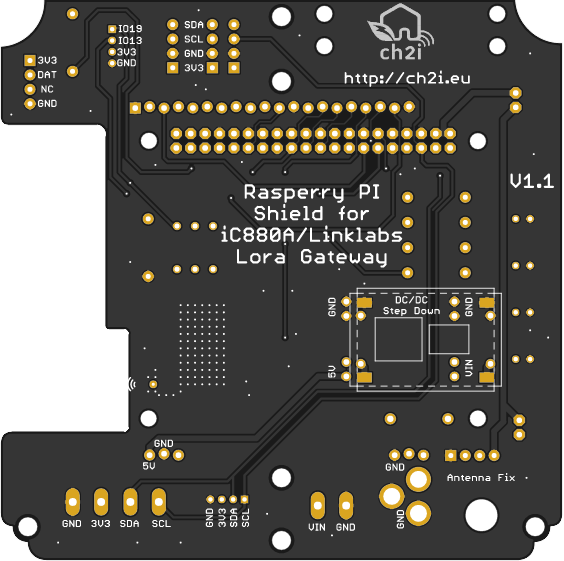 IO19
IO13
3V3
GND
3V3
DAT
NC
GND
SDA
SCL
GND
3V3
ch2i
http://ch2i.eu
V1.1
Rasperry PI
Shield for
iC880A/Linklabs
Lora Gateway
DC/DC
Step Down
GND
GND
5V
VIN
GND
5V
GND
Antenna Fix
GND
3V3
SDA
SCL
GND
3V3
SDA
SCL
VIN
GND
GND